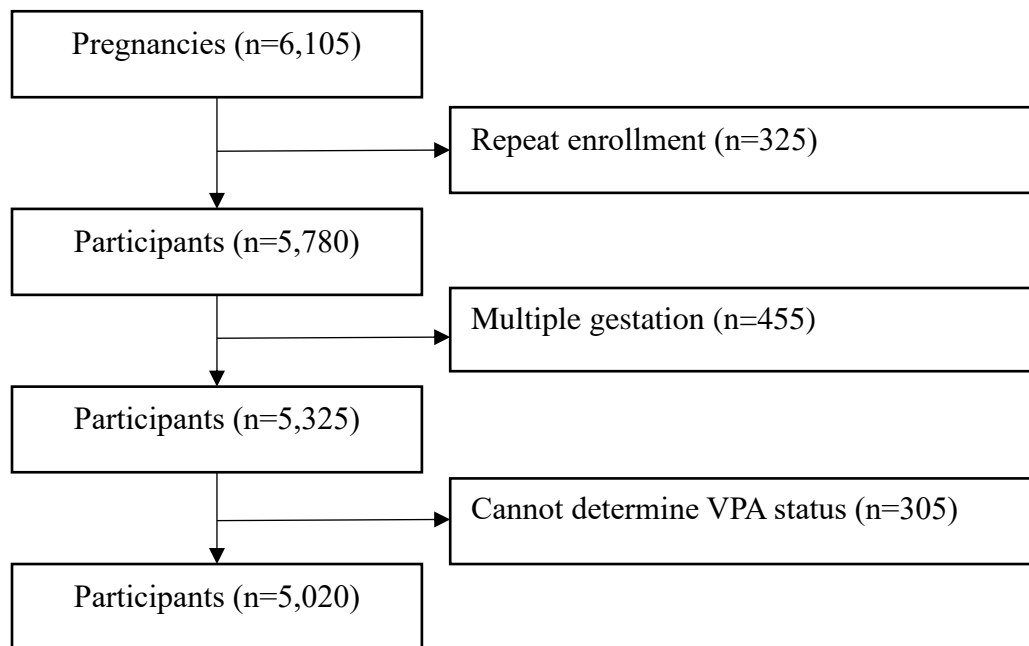 Pregnancies (n=6,105)
Repeat enrollment (n=325)
Participants (n=5,780)
Multiple gestation (n=455)
Participants (n=5,325)
Cannot determine VPA status (n=305)
Participants (n=5,020)